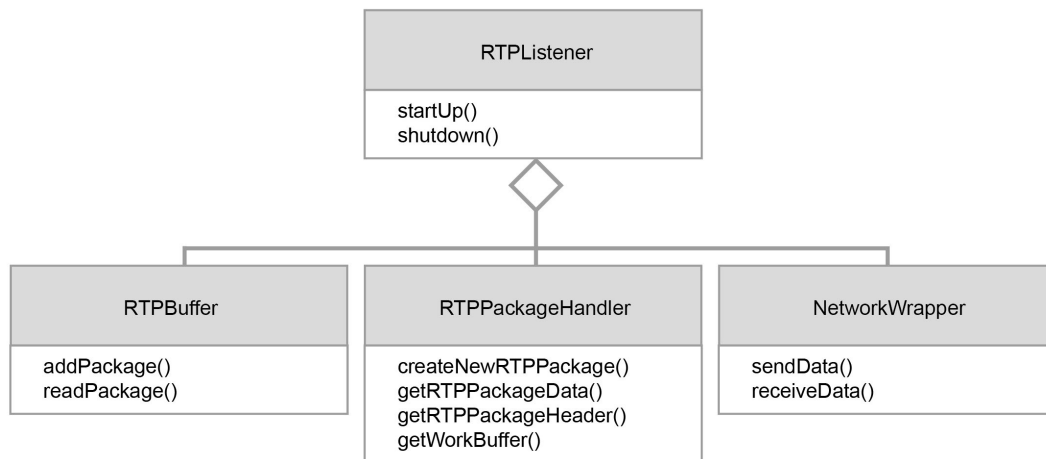 RTPListener
startUp()
shutdown()
RTPBuffer
addPackage()
readPackage()
RTPPackageHandler
createNewRTPPackage()
getRTPPackageData()
getRTPPackageHeader()
getWorkBuffer()
NetworkWrapper
sendData()
receiveData()